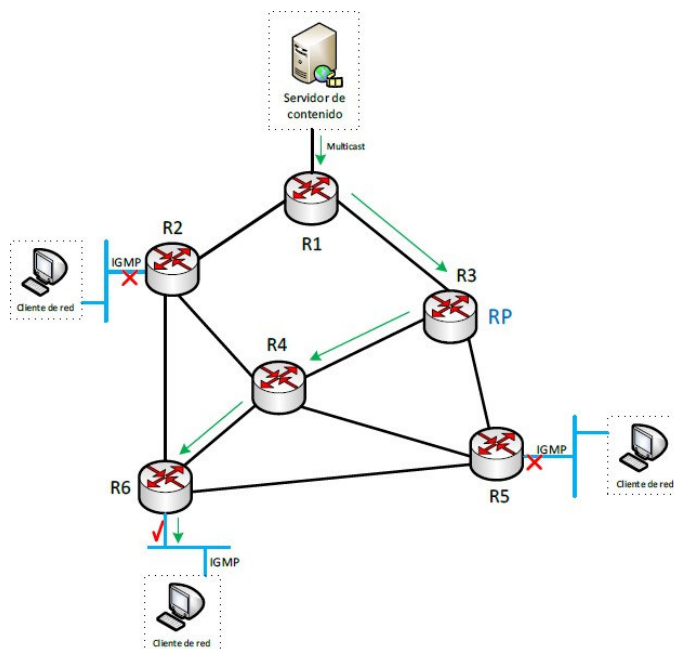 Servidor de
contenido
Multicast
R1
R2
IGMP
Cliente de red
R3
RP
R4
IGMP
Cliente de red
R5
R6
IGMP
Cliente de red